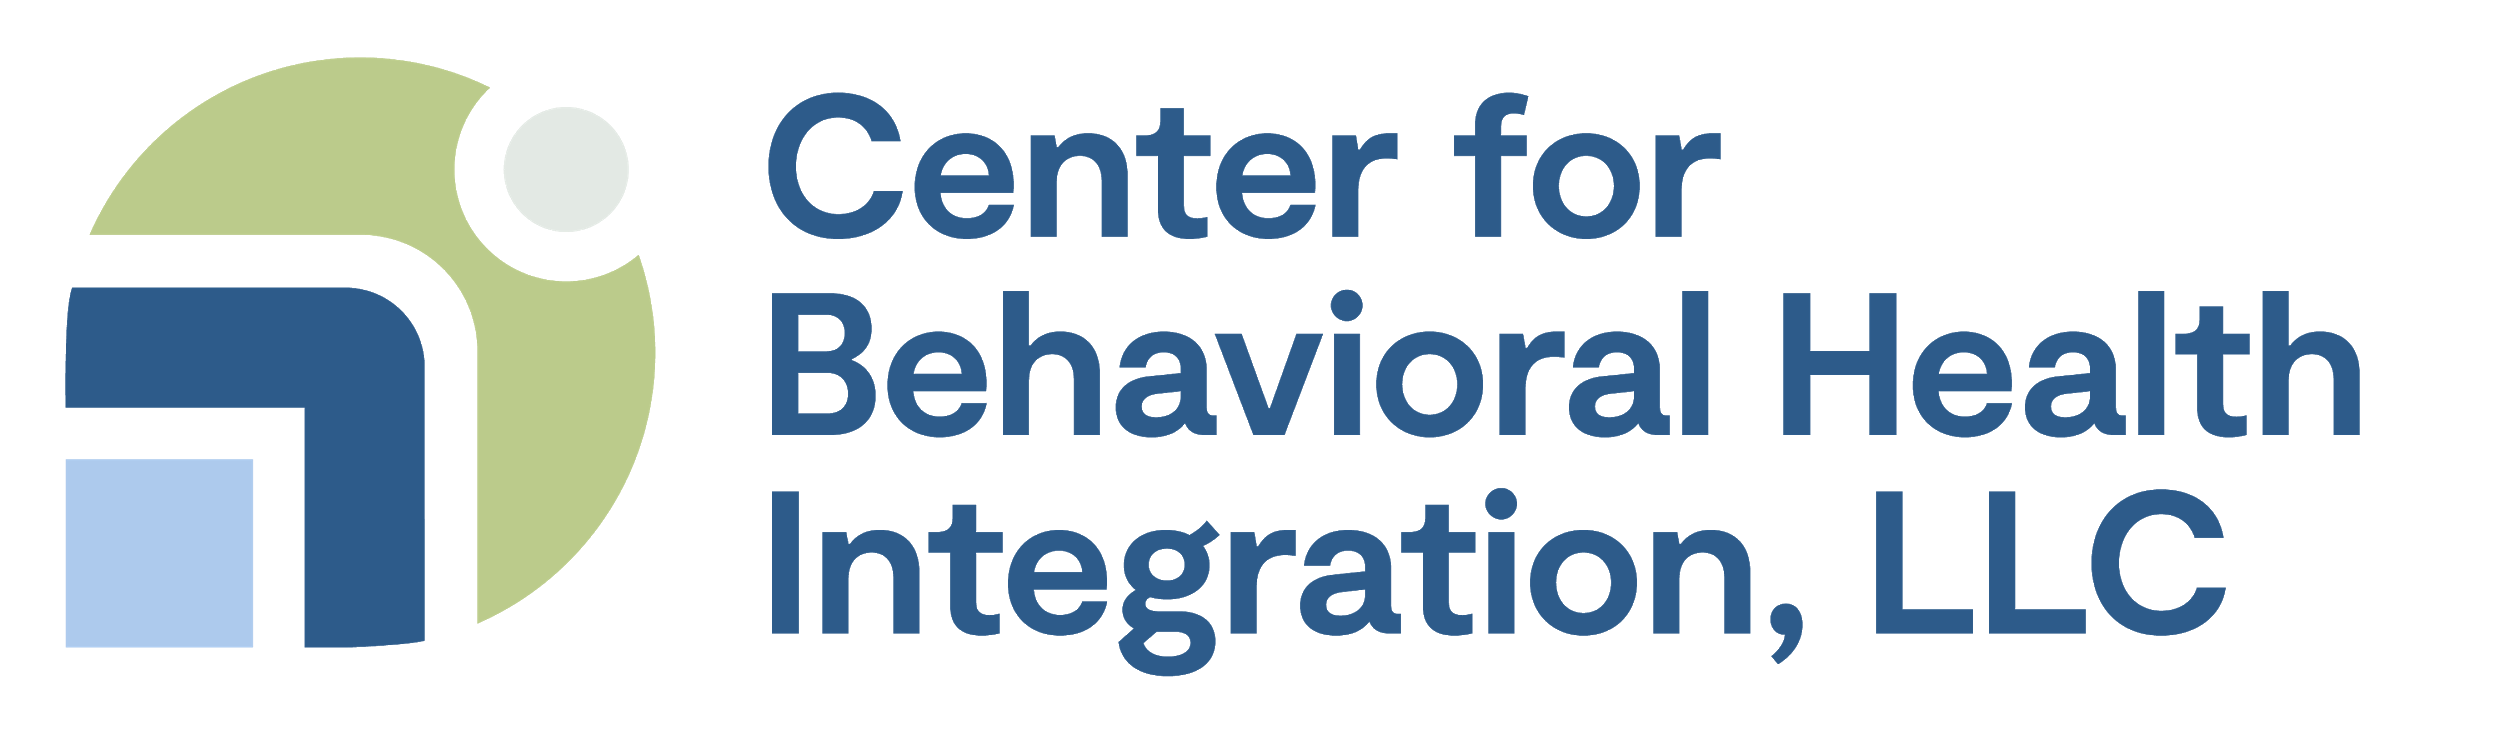 Center for
Behavioral Health
Integration, LLC